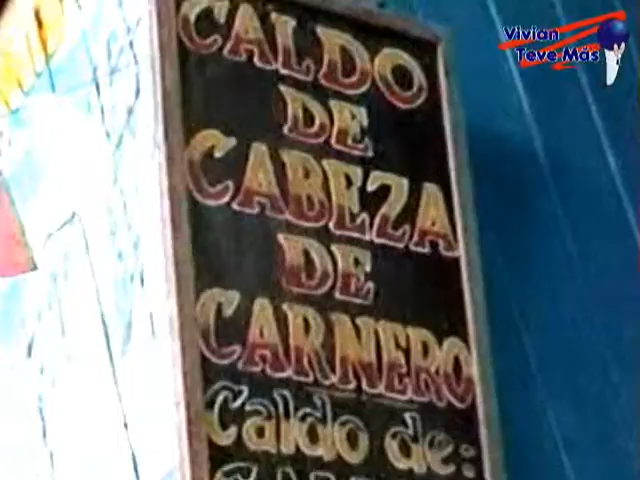 Vivian
Teve Más
CALDO
DE
CABEZA
DE
CARNERO
Caldo de: